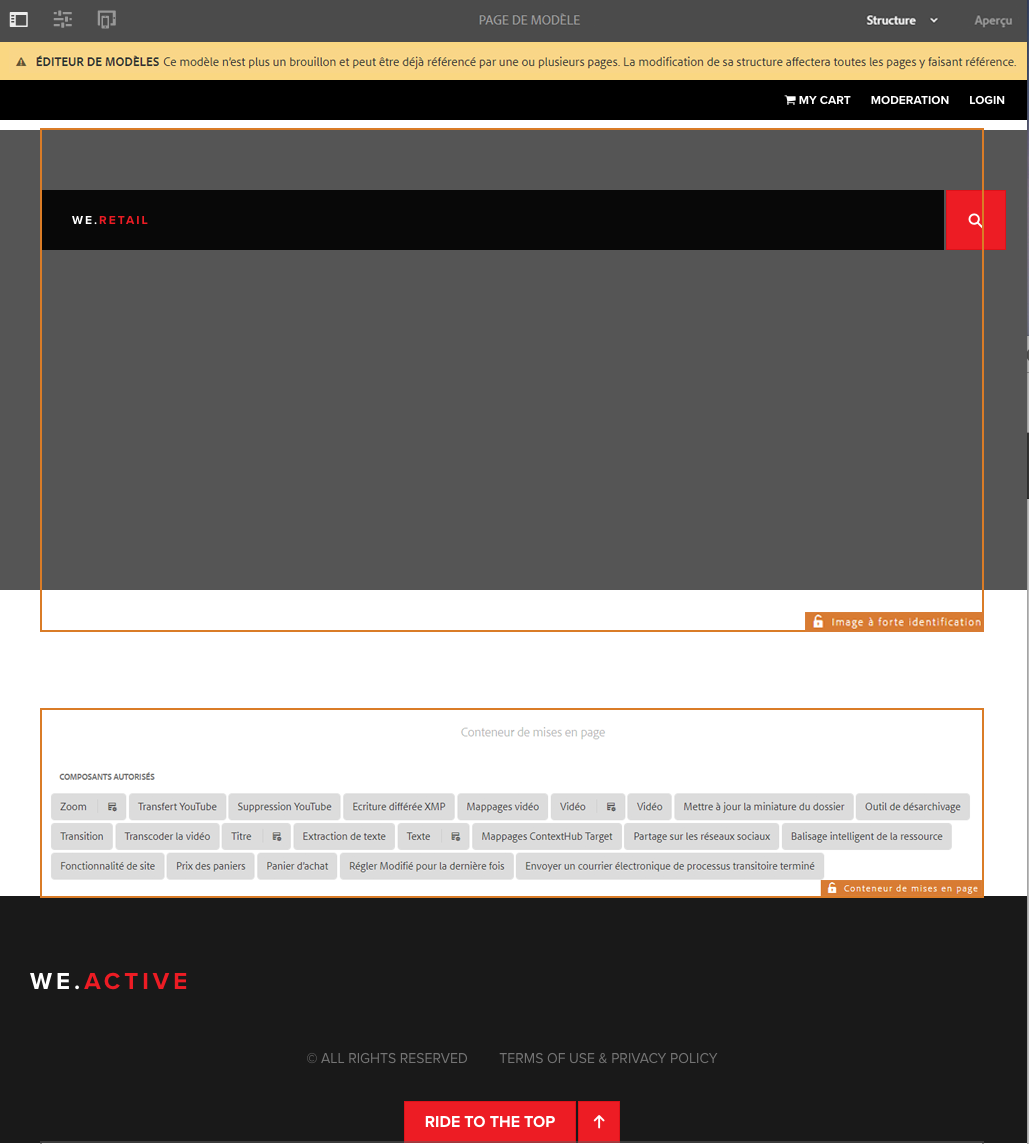 PAGE DE MODÈLE Structure Aperçu
ÉDITEUR DE MODÈLES Ce modèle n'est plus un brouillon et peut être déjà référencé par une ou plusieurs pages. La modification de sa structure affectera toutes les pages y faisant référence.
MY CART MODERATION LOGIN
WE.RETAIL
Image à forte identification
Conteneur de mises en page
COMPOSANTS AUTORISÉS
Zoom Transfert YouTube Suppression YouTube Ecriture différée XMP Mappages vidéo Vidéo Vidéo Mettre à jour la miniature du dossier Outil de désarchivage
Transition Transcoder la vidéo Titre Extraction de texte Texte Mappages ContextHub Target Partage sur les réseaux sociaux Balisage intelligent de la ressource
Fonctionnalité de site Prix des paniers Panier d'achat Régler Modifié pour la dernière fois Envoyer un courrier électronique de processus transitoire terminé
Conteneur de mises en page
WE.ACTIVE
© ALL RIGHTS RESERVED TERMS OF USE & PRIVACY POLICY
RIDE TO THE TOP